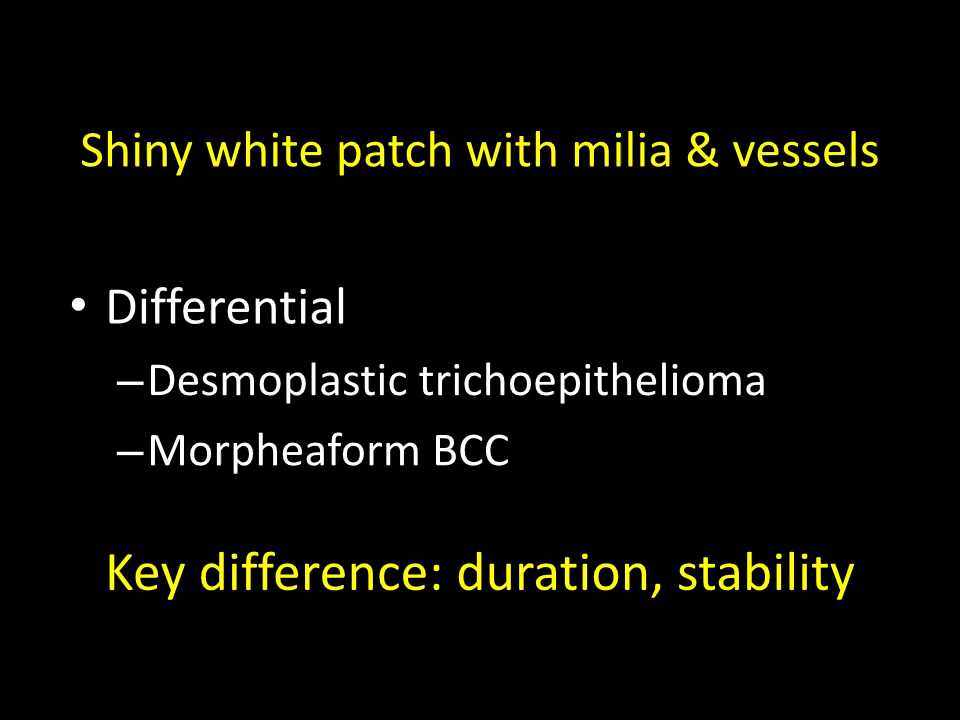 Shiny white patch with milia & vessels
• Differential
– Desmoplastic trichoepithelioma
– Morpheaform BCC
Key difference: duration, stability